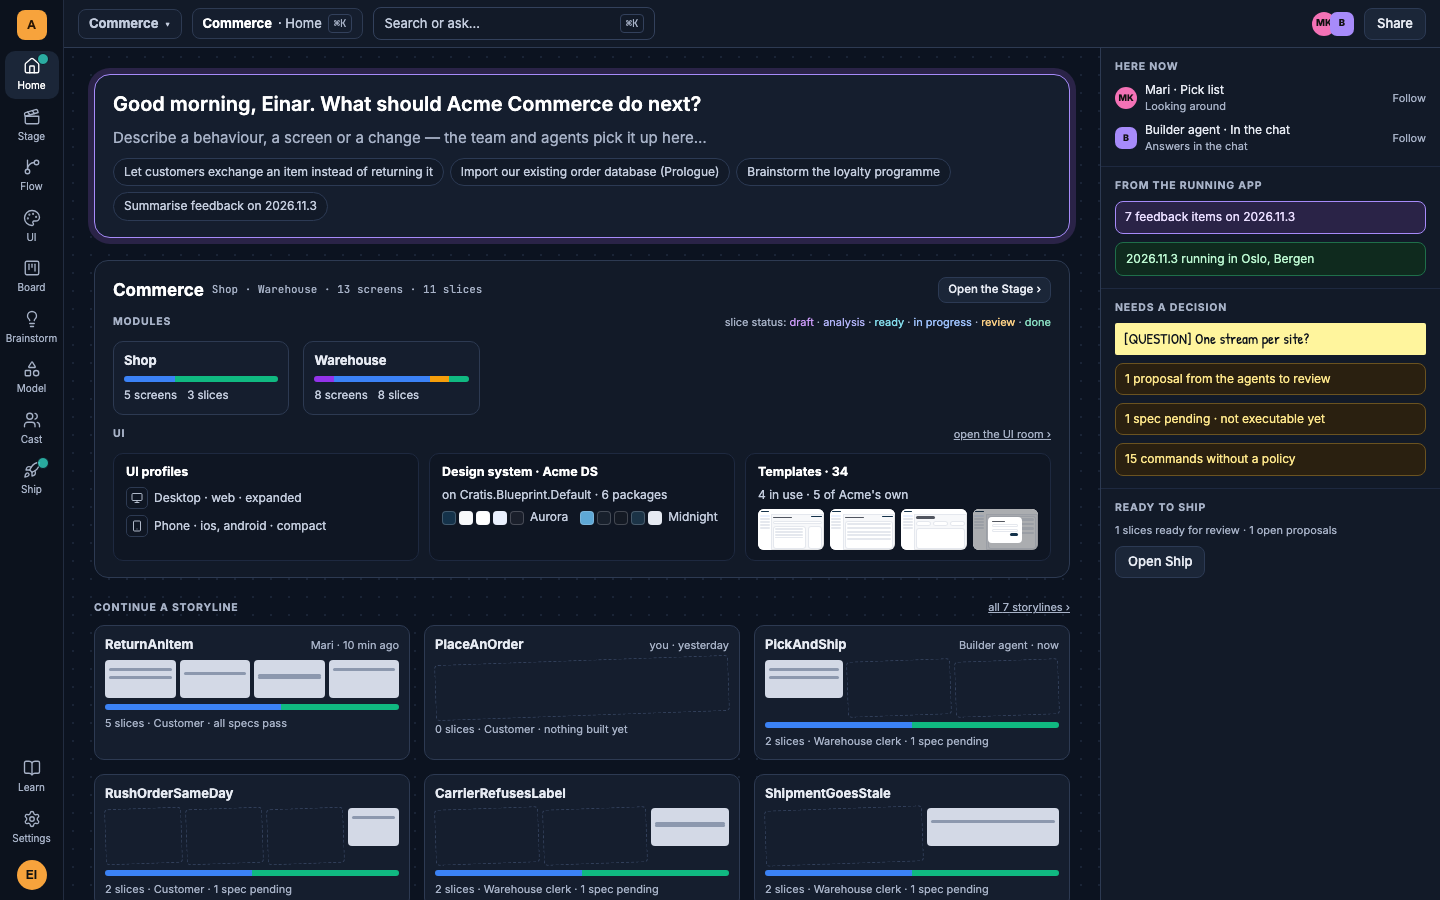 A
Home
Stage
Flow
UI
Board
Brainstorm
Model
Cast
Ship
Learn
Settings
EI
Commerce ▾
Commerce · Home ⌘K
Search or ask... ⌘K
MK B
Share
Good morning, Einar. What should Acme Commerce do next?
Describe a behaviour, a screen or a change — the team and agents pick it up here...
Let customers exchange an item instead of returning it
Import our existing order database (Prologue)
Brainstorm the loyalty programme
Summarise feedback on 2026.11.3
Commerce Shop · Warehouse · 13 screens · 11 slices
Open the Stage ›
MODULES
slice status: draft · analysis · ready · in progress · review · done
Shop
5 screens 3 slices
Warehouse
8 screens 8 slices
UI
open the UI room ›
UI profiles
Desktop · web · expanded
Phone · ios, android · compact
Design system · Acme DS
on Cratis.Blueprint.Default · 6 packages
Aurora Midnight
Templates · 34
4 in use · 5 of Acme's own
CONTINUE A STORYLINE
all 7 storylines ›
ReturnAnItem
Mari · 10 min ago
5 slices · Customer · all specs pass
PlaceAnOrder
you · yesterday
0 slices · Customer · nothing built yet
PickAndShip
Builder agent · now
2 slices · Warehouse clerk · 1 spec pending
RushOrderSameDay
2 slices · Customer · 1 spec pending
CarrierRefusesLabel
2 slices · Warehouse clerk · 1 spec pending
ShipmentGoesStale
2 slices · Warehouse clerk · 1 spec pending
HERE NOW
MK
Mari · Pick list
Looking around
Follow
B
Builder agent · In the chat
Answers in the chat
Follow
FROM THE RUNNING APP
7 feedback items on 2026.11.3
2026.11.3 running in Oslo, Bergen
NEEDS A DECISION
[QUESTION] One stream per site?
1 proposal from the agents to review
1 spec pending · not executable yet
15 commands without a policy
READY TO SHIP
1 slices ready for review · 1 open proposals
Open Ship